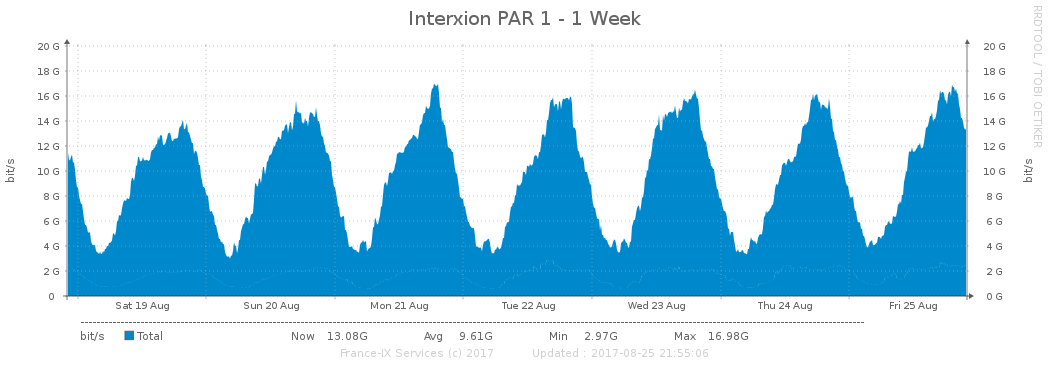 Interxion PAR 1 - 1 Week
RRDTOOL / TOBI OETIKER
20 G 20 G
18 G 18 G
16 G 16 G
14 G 14 G
12 G 12 G
10 G 10 G
8 G 8 G
6 G 6 G
4 G 4 G
2 G 2 G
0 0 G
bit/s bit/s
Sat 19 Aug Sun 20 Aug Mon 21 Aug Tue 22 Aug Wed 23 Aug Thu 24 Aug Fri 25 Aug
bit/s Total Now 13.08G Avg 9.61G Min 2.97G Max 16.98G
France-IX Services (c) 2017 Updated : 2017-08-25 21:55:06